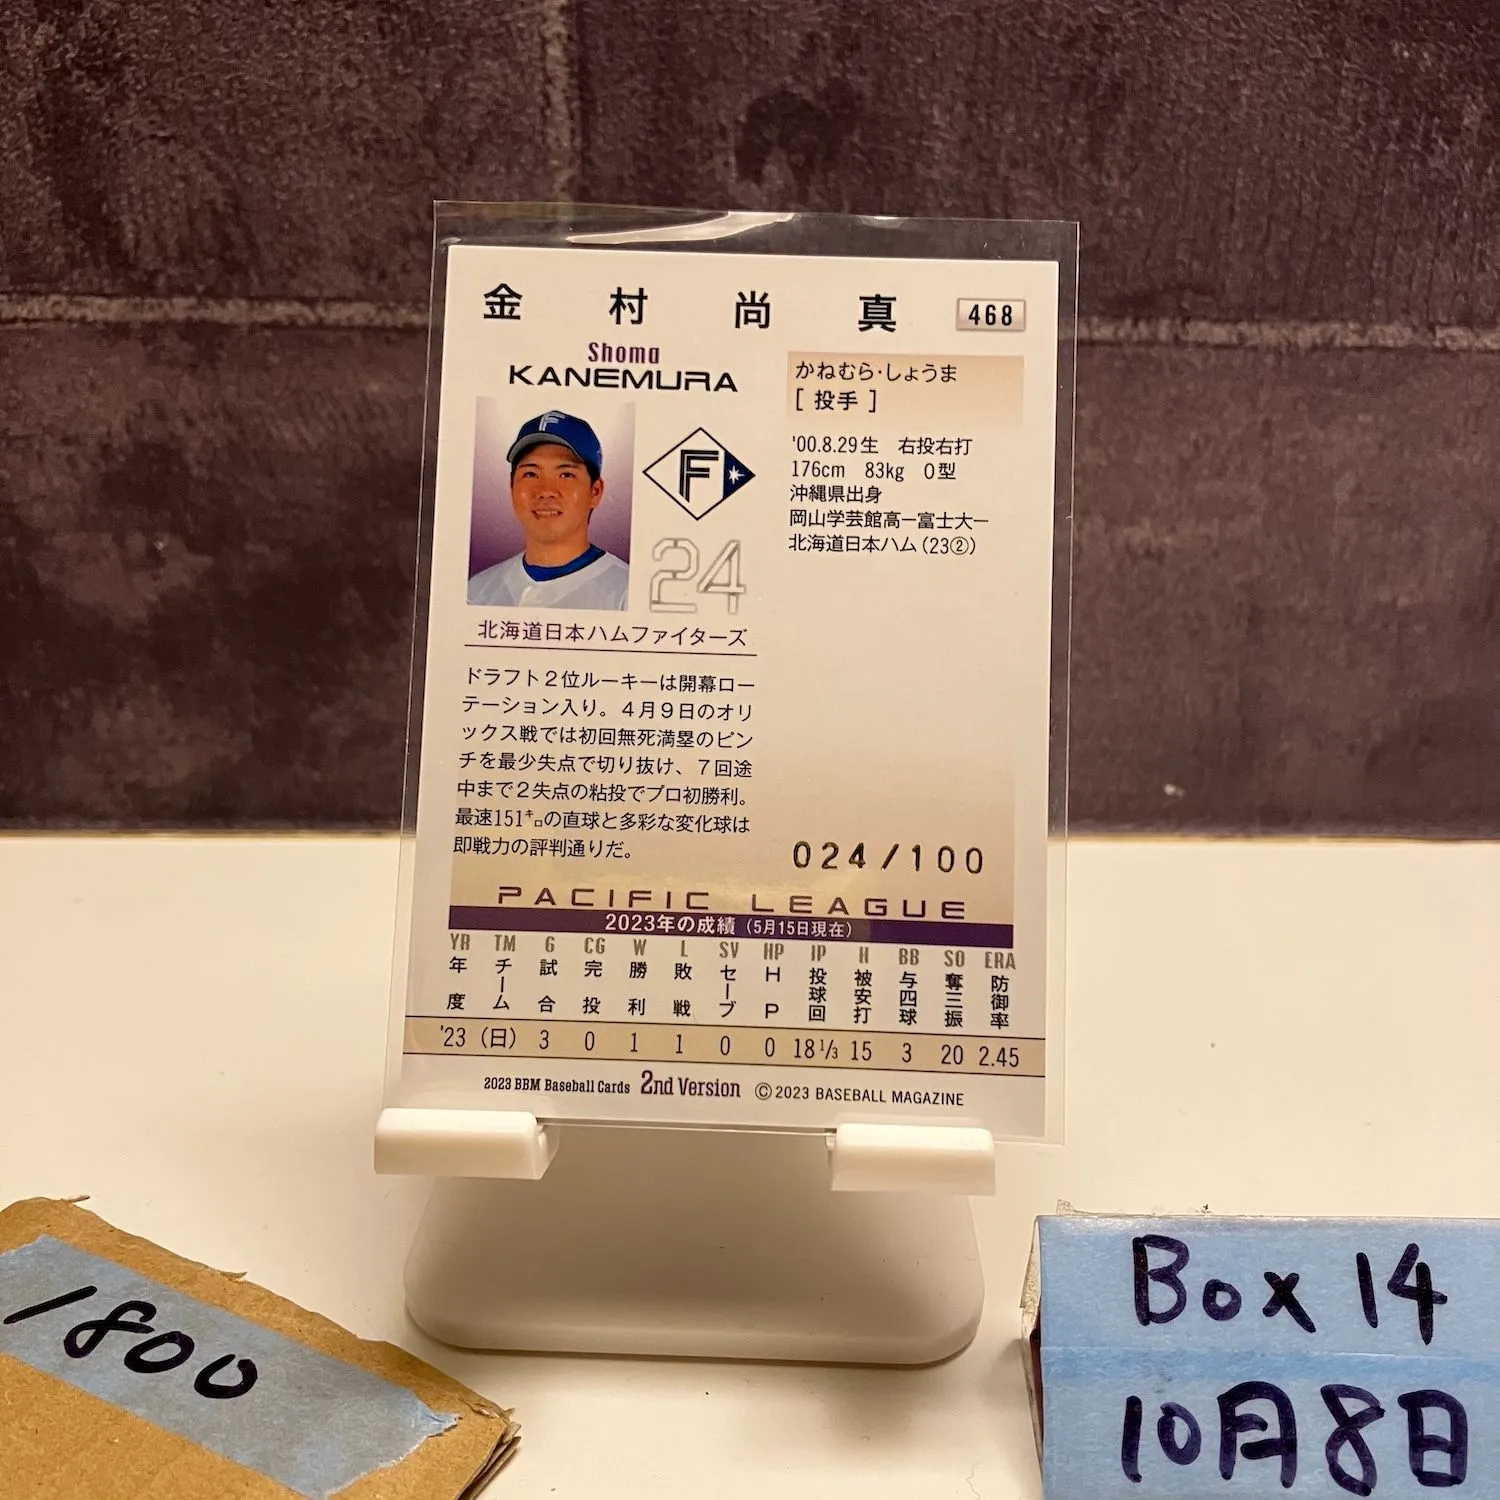 金村尚真
468
Shoma
KANEMURA
かねむら・しょうま
[ 投手 ]
'00.8.29生 右投右打
176cm 83kg O型
沖縄県出身
岡山学芸館高ー富士大ー
北海道日本ハム(23②)
F
F
24
北海道日本ハムファイターズ
ドラフト2位ルーキーは開幕ロー
テーション入り。4月9日のオリ
ックス戦では初回無死満塁のピン
チを最少失点で切り抜け、7回途
中まで2失点の粘投でプロ初勝利。
最速151㌔の直球と多彩な変化球は
即戦力の評判通りだ。
024/100
PACIFIC LEAGUE
2023年の成績(5月15日現在)
YR TM G CG W L SV HP IP H BB SO ERA
年度 チーム 試合 完投 勝利 敗戦 セーブ HP 投球回 被安打 与四球 奪三振 防御率
'23 (日) 3 0 1 1 0 0 18⅓ 15 3 20 2.45
2023 BBM Baseball Cards 2nd Version ©2023 BASEBALL MAGAZINE
1800
Box 14
10月8日